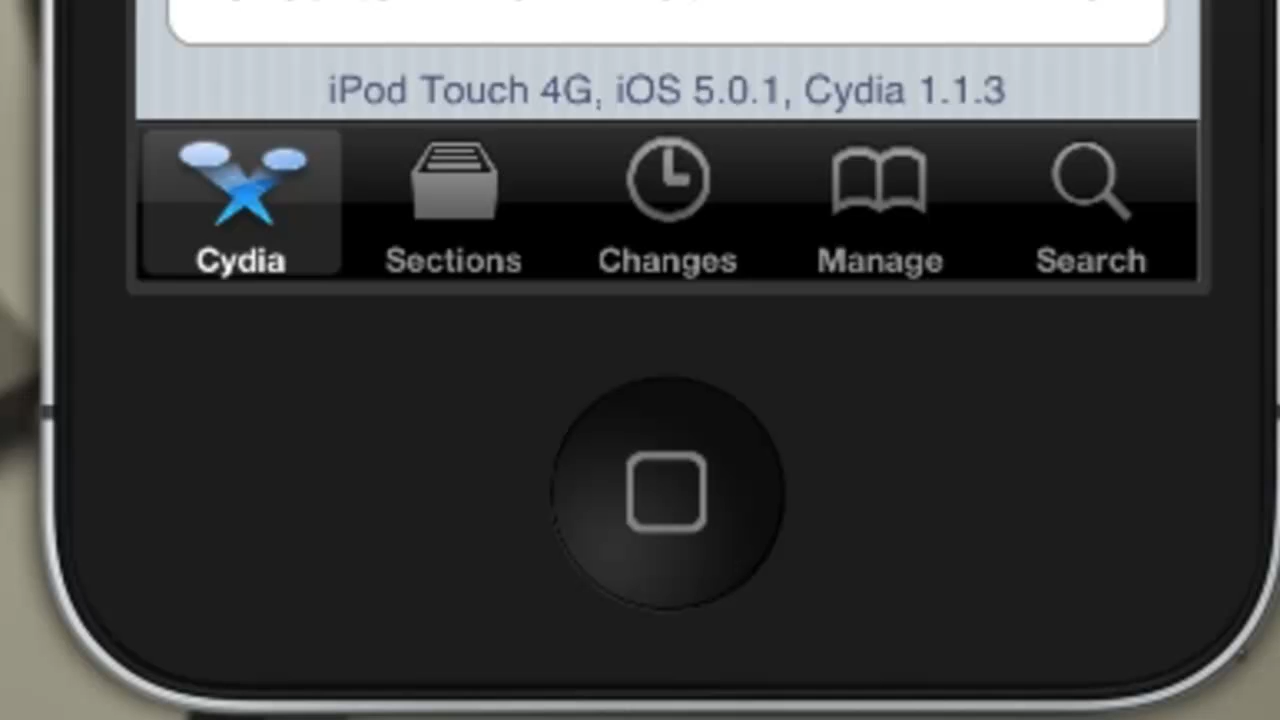 iPod Touch 4G, iOS 5.0.1, Cydia 1.1.3
Cydia
Sections
Changes
Manage
Search